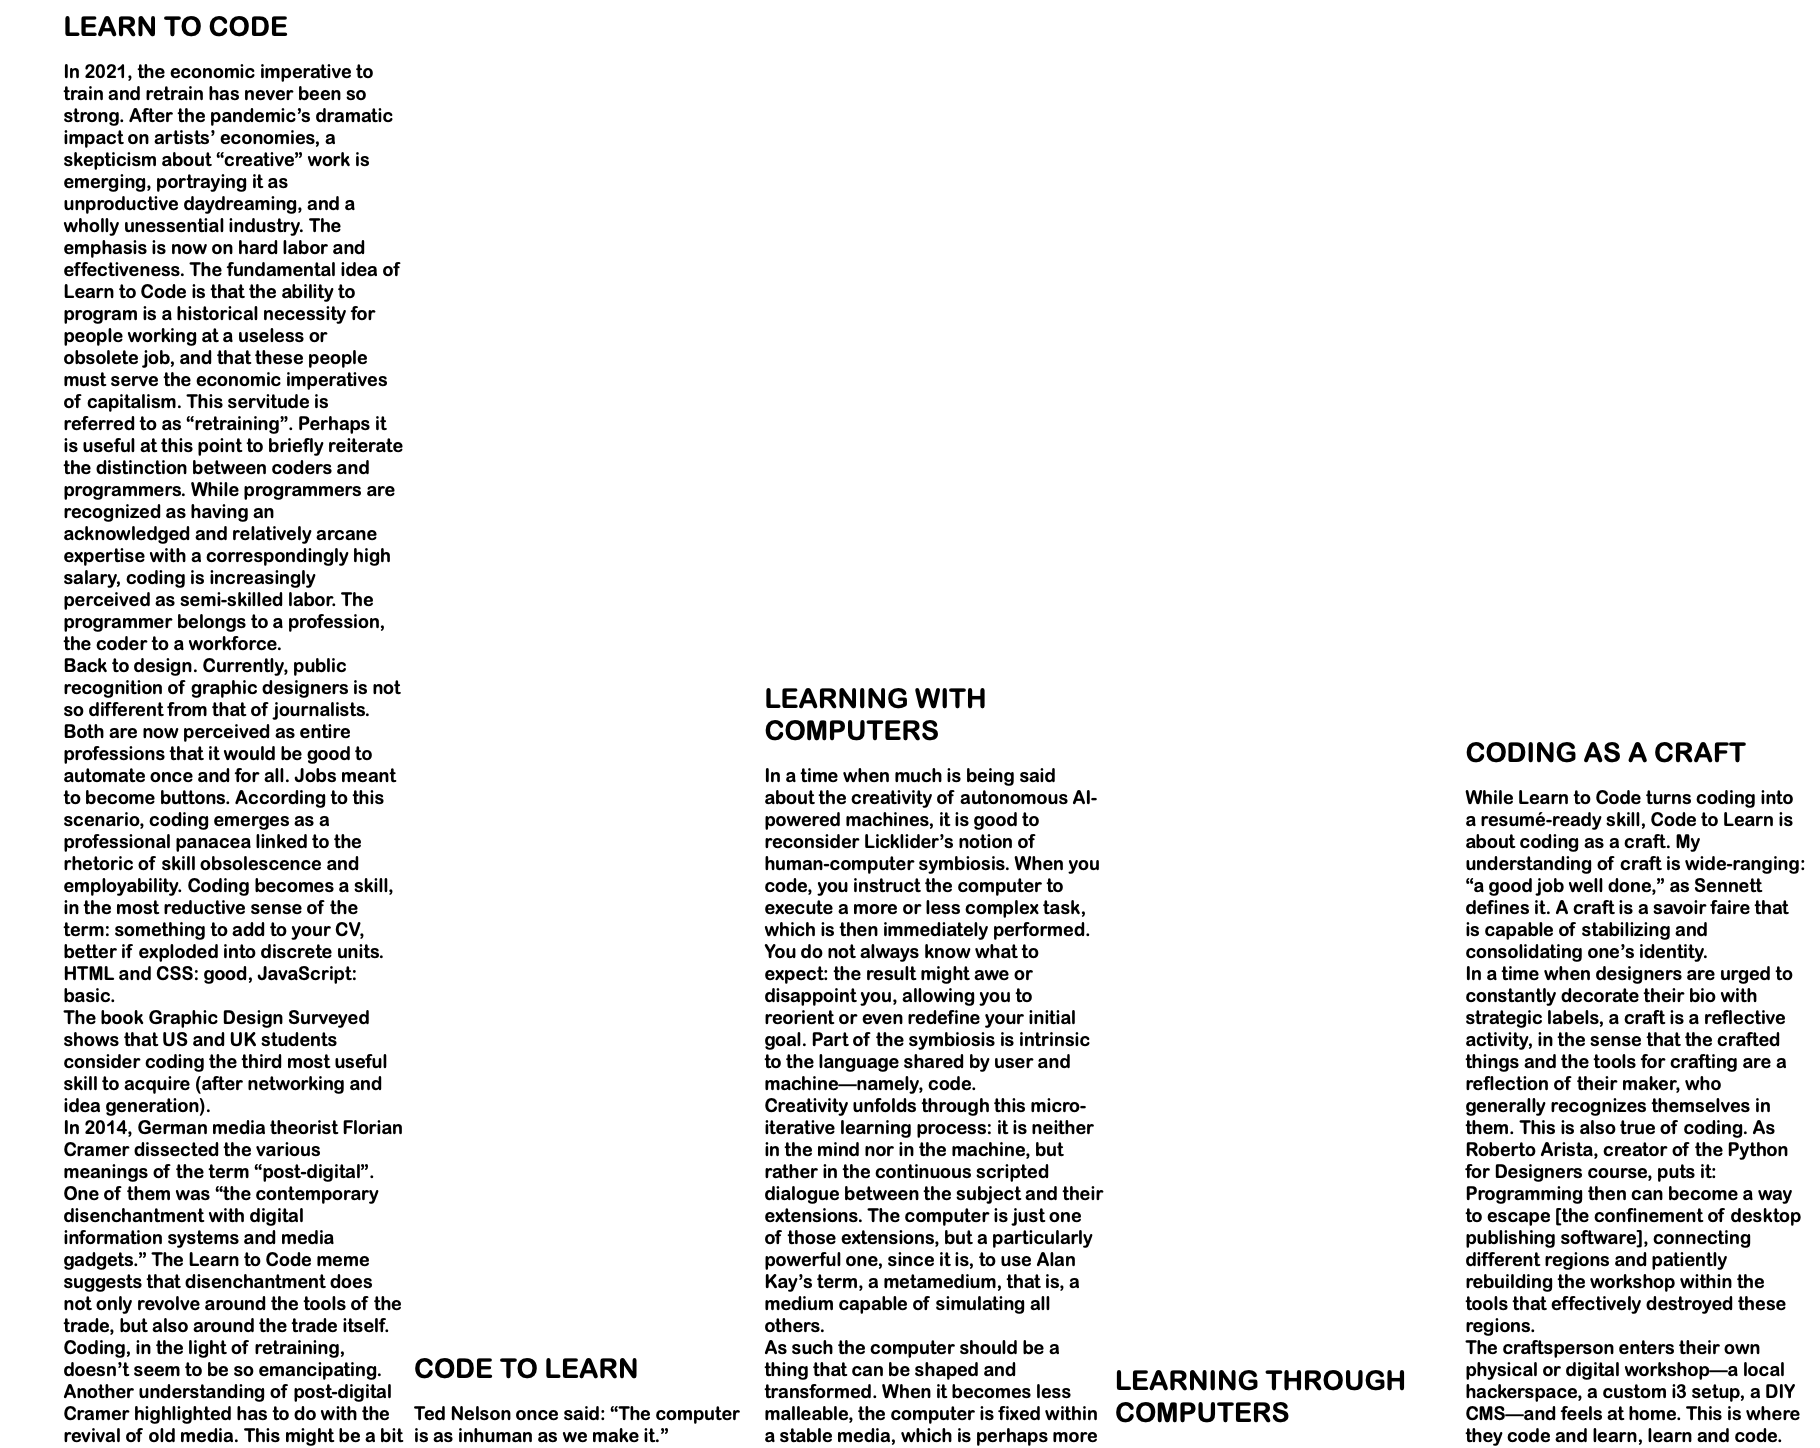 LEARN TO CODE
In 2021, the economic imperative to
train and retrain has never been so
strong. After the pandemic’s dramatic
impact on artists’ economies, a
skepticism about “creative” work is
emerging, portraying it as
unproductive daydreaming, and a
wholly unessential industry. The
emphasis is now on hard labor and
effectiveness. The fundamental idea of
Learn to Code is that the ability to
program is a historical necessity for
people working at a useless or
obsolete job, and that these people
must serve the economic imperatives
of capitalism. This servitude is
referred to as “retraining”. Perhaps it
is useful at this point to briefly reiterate
the distinction between coders and
programmers. While programmers are
recognized as having an
acknowledged and relatively arcane
expertise with a correspondingly high
salary, coding is increasingly
perceived as semi-skilled labor. The
programmer belongs to a profession,
the coder to a workforce.
Back to design. Currently, public
recognition of graphic designers is not
so different from that of journalists.
Both are now perceived as entire
professions that it would be good to
automate once and for all. Jobs meant
to become buttons. According to this
scenario, coding emerges as a
professional panacea linked to the
rhetoric of skill obsolescence and
employability. Coding becomes a skill,
in the most reductive sense of the
term: something to add to your CV,
better if exploded into discrete units.
HTML and CSS: good, JavaScript:
basic.
The book Graphic Design Surveyed
shows that US and UK students
consider coding the third most useful
skill to acquire (after networking and
idea generation).
In 2014, German media theorist Florian
Cramer dissected the various
meanings of the term “post-digital”.
One of them was “the contemporary
disenchantment with digital
information systems and media
gadgets.” The Learn to Code meme
suggests that disenchantment does
not only revolve around the tools of the
trade, but also around the trade itself.
Coding, in the light of retraining,
doesn’t seem to be so emancipating.
Another understanding of post-digital
Cramer highlighted has to do with the
revival of old media. This might be a bit
CODE TO LEARN
Ted Nelson once said: “The computer
is as inhuman as we make it.”
LEARNING WITH
COMPUTERS
In a time when much is being said
about the creativity of autonomous AI-
powered machines, it is good to
reconsider Licklider’s notion of
human-computer symbiosis. When you
code, you instruct the computer to
execute a more or less complex task,
which is then immediately performed.
You do not always know what to
expect: the result might awe or
disappoint you, allowing you to
reorient or even redefine your initial
goal. Part of the symbiosis is intrinsic
to the language shared by user and
machine—namely, code.
Creativity unfolds through this micro-
iterative learning process: it is neither
in the mind nor in the machine, but
rather in the continuous scripted
dialogue between the subject and their
extensions. The computer is just one
of those extensions, but a particularly
powerful one, since it is, to use Alan
Kay’s term, a metamedium, that is, a
medium capable of simulating all
others.
As such the computer should be a
thing that can be shaped and
transformed. When it becomes less
malleable, the computer is fixed within
a stable media, which is perhaps more
LEARNING THROUGH
COMPUTERS
CODING AS A CRAFT
While Learn to Code turns coding into
a resumé-ready skill, Code to Learn is
about coding as a craft. My
understanding of craft is wide-ranging:
“a good job well done,” as Sennett
defines it. A craft is a savoir faire that
is capable of stabilizing and
consolidating one’s identity.
In a time when designers are urged to
constantly decorate their bio with
strategic labels, a craft is a reflective
activity, in the sense that the crafted
things and the tools for crafting are a
reflection of their maker, who
generally recognizes themselves in
them. This is also true of coding. As
Roberto Arista, creator of the Python
for Designers course, puts it:
Programming then can become a way
to escape [the confinement of desktop
publishing software], connecting
different regions and patiently
rebuilding the workshop within the
tools that effectively destroyed these
regions.
The craftsperson enters their own
physical or digital workshop—a local
hackerspace, a custom i3 setup, a DIY
CMS—and feels at home. This is where
they code and learn, learn and code.